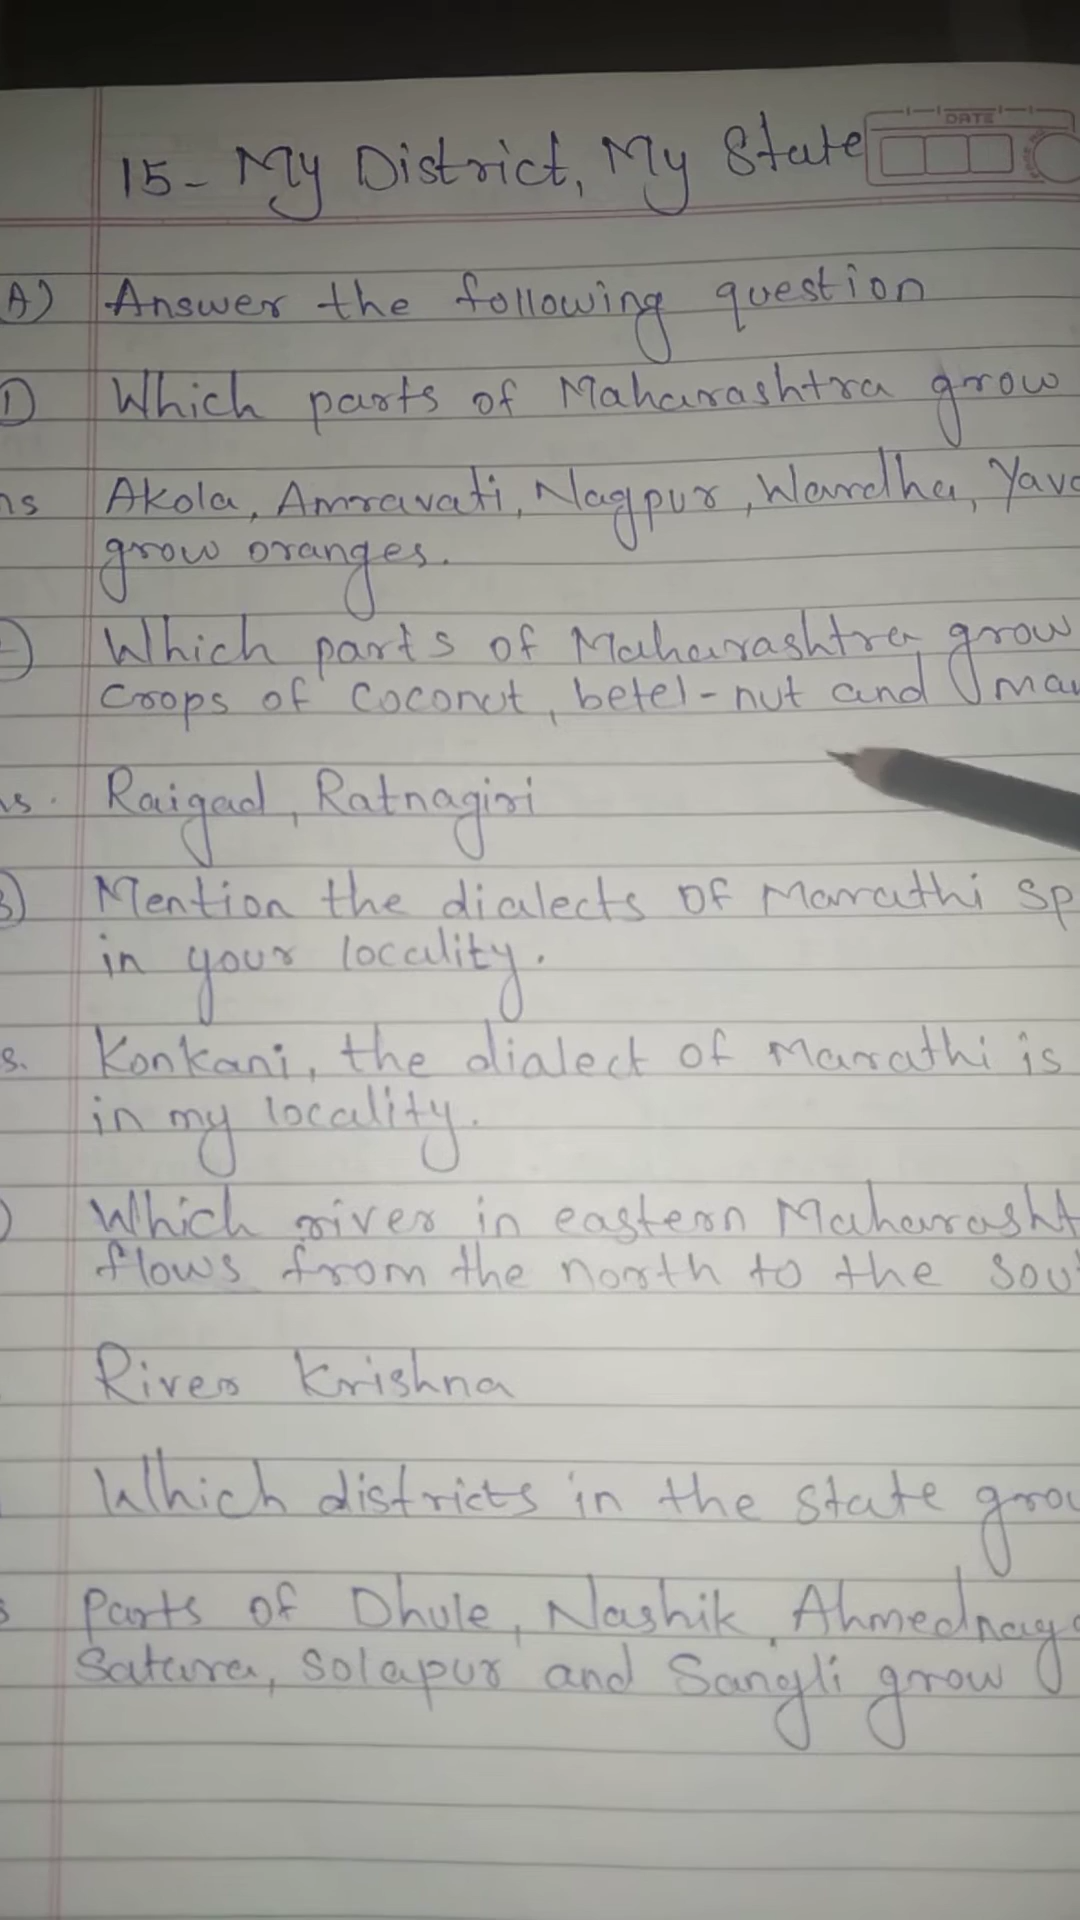 DATE
15- My District, My State
A) Answer the following question
1) Which parts of Maharashtra grow
ns Akola, Amravati, Nagpur, Wardha, Yava
grow oranges.
Which parts of Maharashtra grow
crops of coconut, betel-nut and
s. Raigad, Ratnagiri
3) Mention the dialects of Marathi sp
in your locality.
s. Konkani, the dialect of Marathi is
in my locality.
Which river in eastern Maharasht
flows from the north to the sou
River Krishna
Which districts in the state grow
s Parts of Dhule, Nashik, Ahmednag
Satara, Solapur and Sangli grow